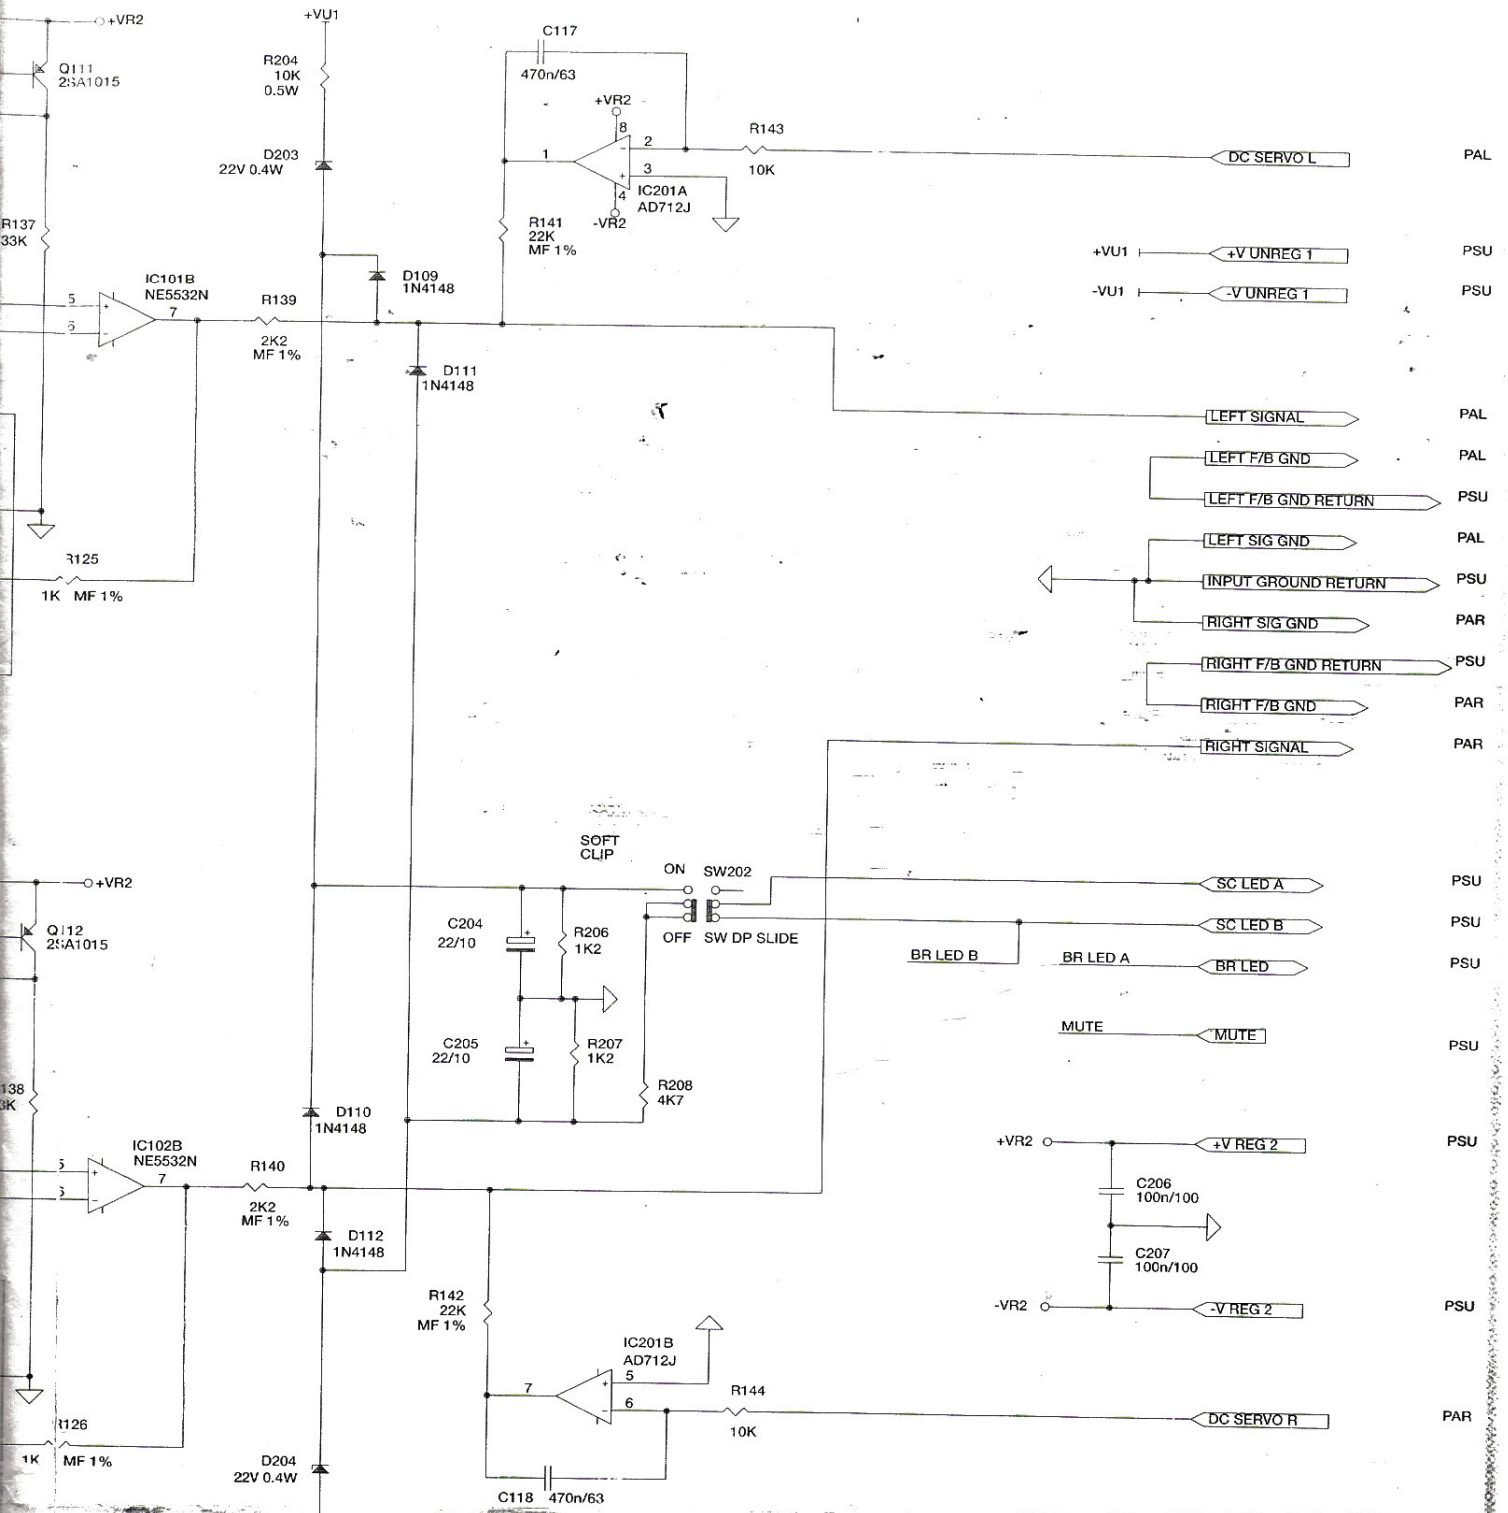 +VR2
Q111
2SA1015
+VU1
R204
10K
0.5W
D203
22V 0.4W
C117
470n/63
+VR2
8
1
2
3
4
-VR2
IC201A
AD712J
R143
10K
DC SERVO L
PAL
R137
33K
R141
22K
MF 1%
+VU1
+V UNREG 1
PSU
-VU1
-V UNREG 1
PSU
IC101B
NE5532N
5
6
+
−
7
R139
2K2
MF 1%
D109
1N4148
D111
1N4148
LEFT SIGNAL
PAL
LEFT F/B GND
PAL
LEFT F/B GND RETURN
PSU
LEFT SIG GND
PAL
INPUT GROUND RETURN
PSU
RIGHT SIG GND
PAR
RIGHT F/B GND RETURN
PSU
RIGHT F/B GND
PAR
RIGHT SIGNAL
PAR
R125
1K MF 1%
SOFT
CLIP
ON
SW202
OFF
SW DP SLIDE
SC LED A
PSU
SC LED B
PSU
BR LED B
BR LED A
BR LED
PSU
MUTE
MUTE
PSU
+VR2
Q112
2SA1015
C204
22/10
+
R206
1K2
C205
22/10
+
R207
1K2
R208
4K7
138
3K
D110
1N4148
IC102B
NE5532N
5
+
−
7
R140
2K2
MF 1%
D112
1N4148
+VR2
+V REG 2
PSU
C206
100n/100
C207
100n/100
-VR2
-V REG 2
PSU
R142
22K
MF 1%
IC201B
AD712J
5
6
7
+
−
R144
10K
DC SERVO R
PAR
R126
1K MF 1%
D204
22V 0.4W
C118 470n/63